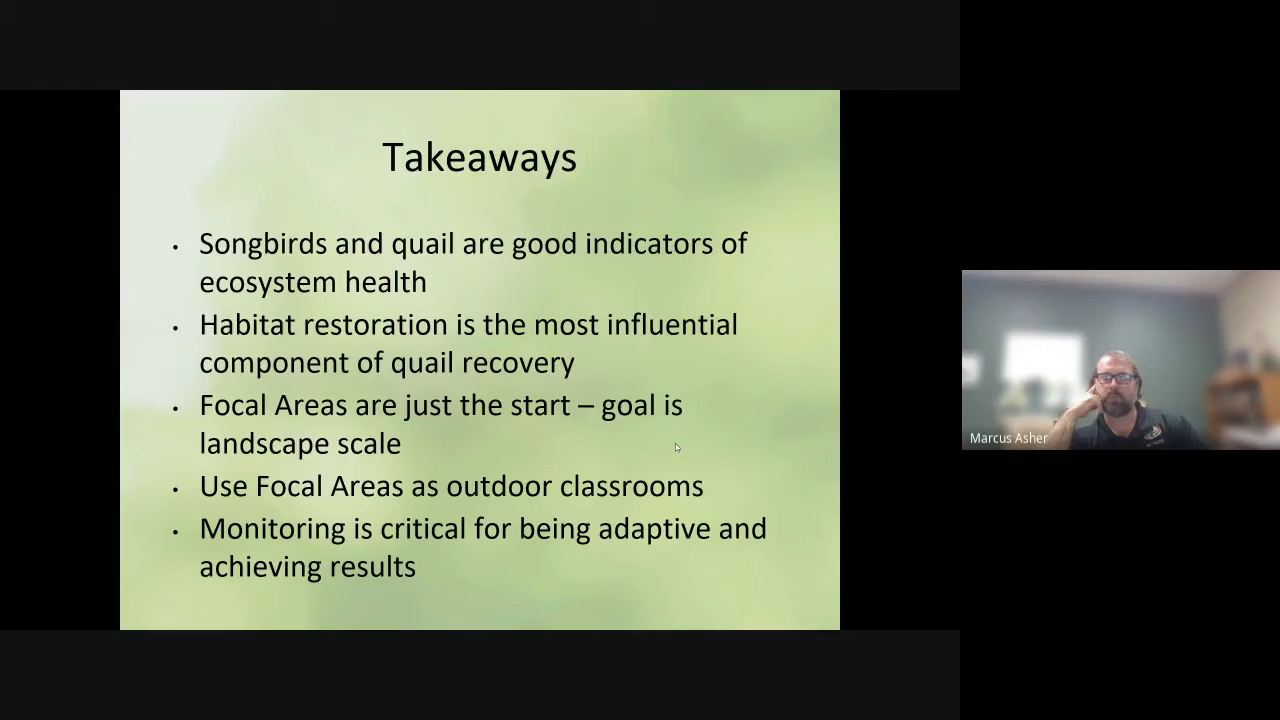 Takeaways
• Songbirds and quail are good indicators of
ecosystem health
• Habitat restoration is the most influential
component of quail recovery
• Focal Areas are just the start – goal is
landscape scale
• Use Focal Areas as outdoor classrooms
• Monitoring is critical for being adaptive and
achieving results
Marcus Asher